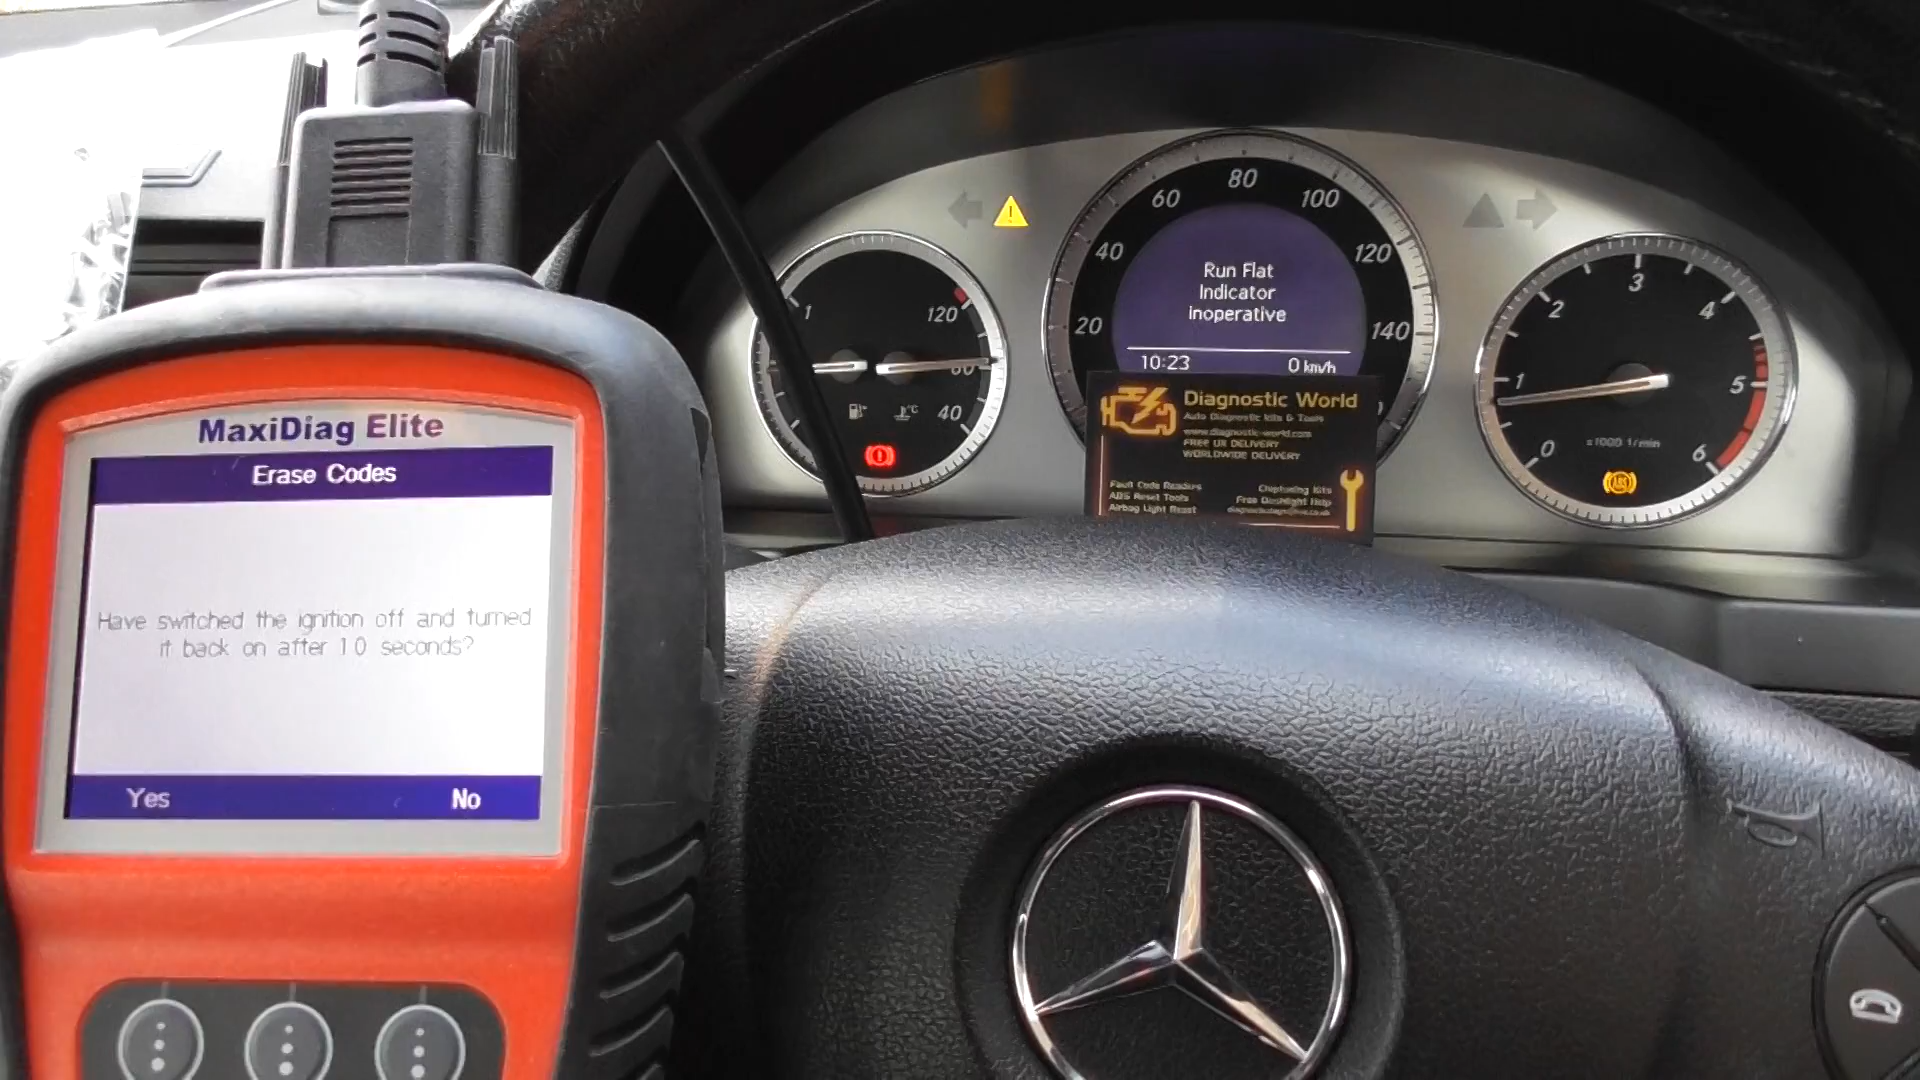 MaxiDiag Elite
Erase Codes
Have switched the ignition off and turned
it back on after 10 seconds?
Yes
No
1
120
60
40
20
40
60
80
100
120
140
Run Flat
Indicator
inoperative
10:23
0 km/h
Diagnostic World
Auto Diagnostic kits & Tools
www.diagnostic-world.com
FREE UK DELIVERY
WORLDWIDE DELIVERY
Fault Code Readers
ABS Reset Tools
Airbag Light Reset
Chiptuning Kits
Free Dashlight Help
0
1
2
3
4
5
6
x1000 1/min
ABS